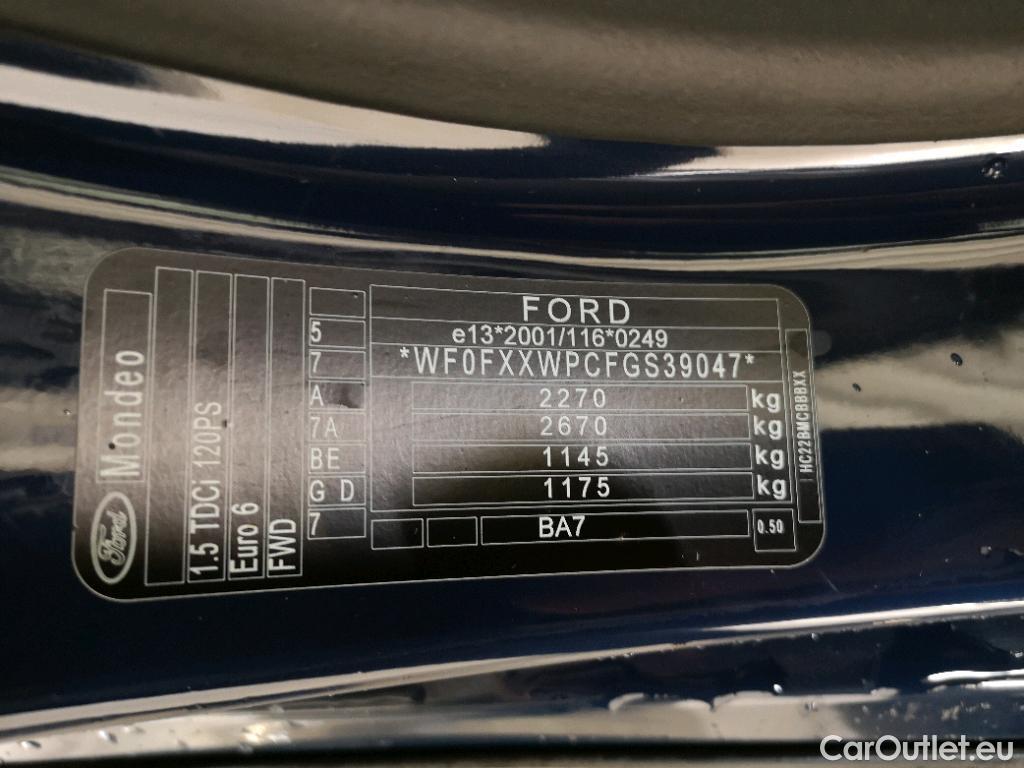 FORD
e13*2001/116*0249
*WF0FXXWPCFGS39047*
2270 kg
2670 kg
1145 kg
1175 kg
BA7
0.50
5
7
A
7A
BE
G D
7
Ford
Mondeo
1.5 TDCi 120PS
Euro 6
FWD
HC22BMCBBBBXX
CarOutlet.eu